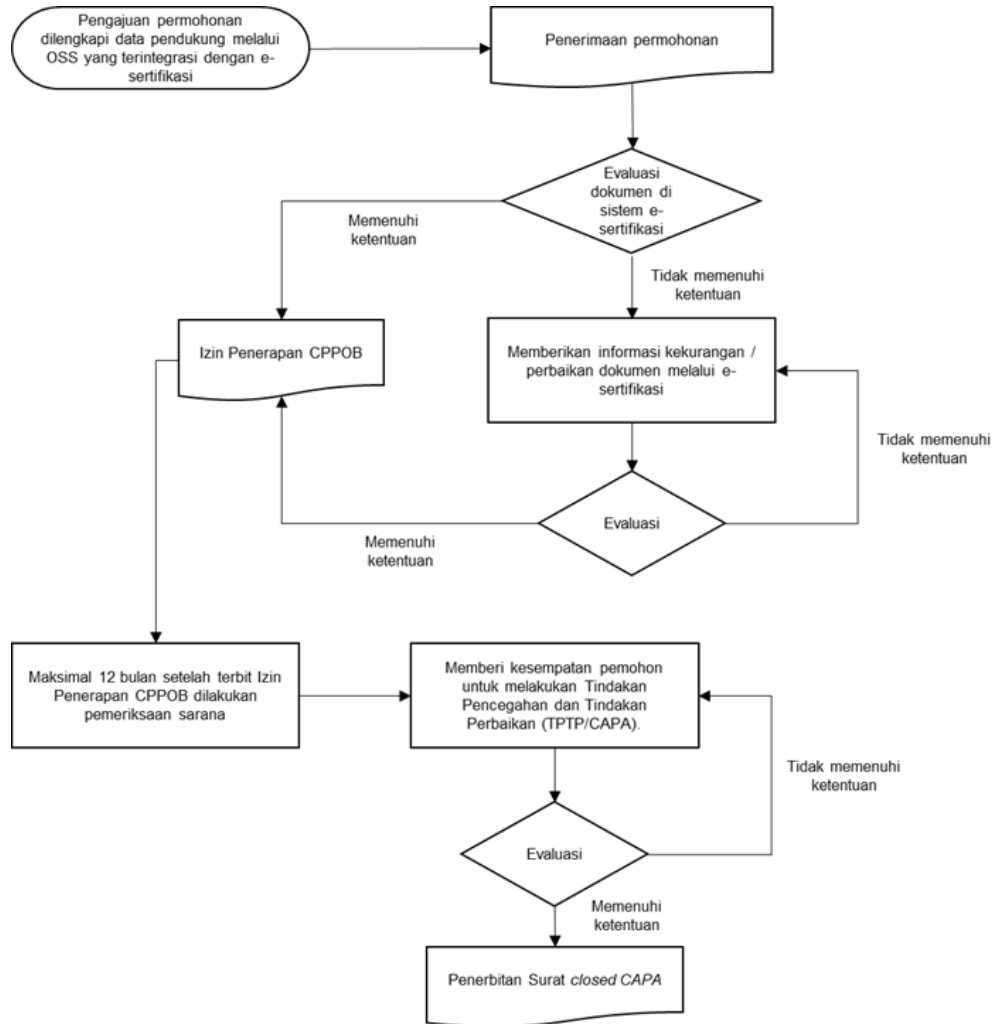 Pengajuan permohonan
dilengkapi data pendukung melalui
OSS yang terintegrasi dengan e-
sertifikasi
Penerimaan permohonan
Evaluasi
dokumen di
sistem e-
sertifikasi
Memenuhi
ketentuan
Tidak memenuhi
ketentuan
Izin Penerapan CPPOB
Memberikan informasi kekurangan /
perbaikan dokumen melalui e-
sertifikasi
Tidak memenuhi
ketentuan
Evaluasi
Memenuhi
ketentuan
Maksimal 12 bulan setelah terbit Izin
Penerapan CPPOB dilakukan
pemeriksaan sarana
Memberi kesempatan pemohon
untuk melakukan Tindakan
Pencegahan dan Tindakan
Perbaikan (TPTP/CAPA).
Tidak memenuhi
ketentuan
Evaluasi
Memenuhi
ketentuan
Penerbitan Surat closed CAPA